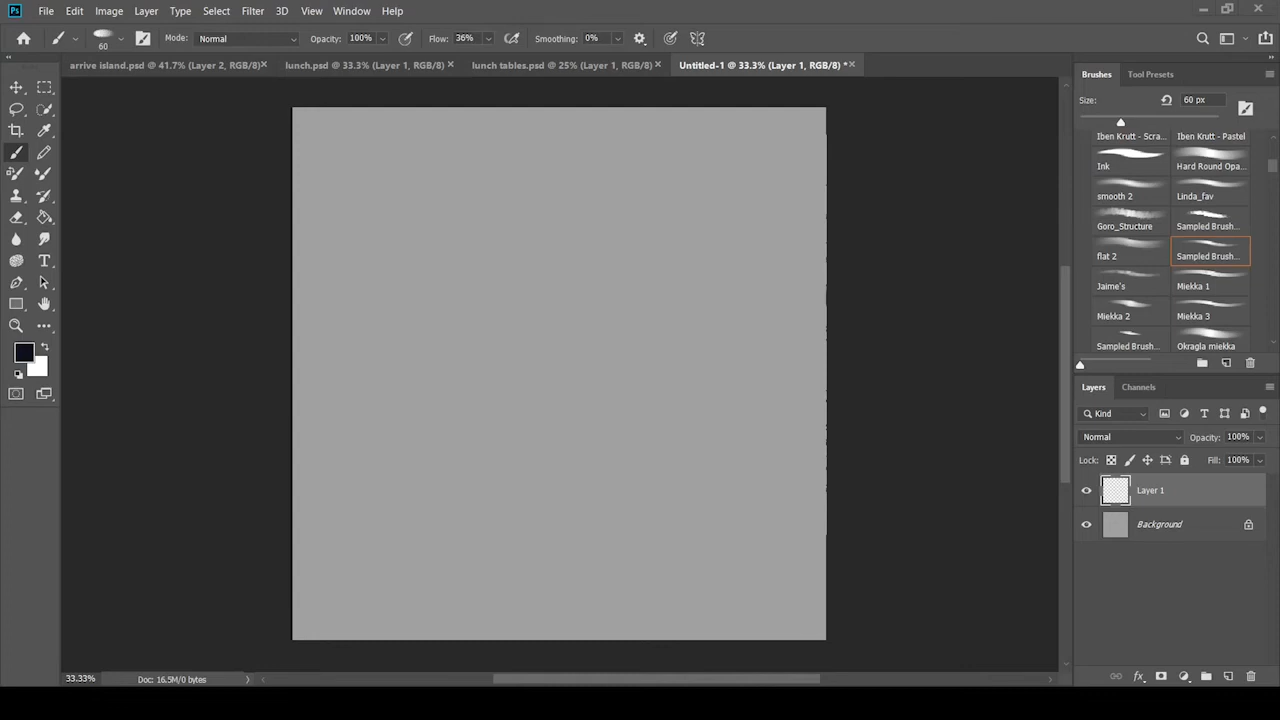 Ps File Edit Image Layer Type Select Filter 3D View Window Help
60 Mode: Normal Opacity: 100% Flow: 36% Smoothing: 0%
arrive island.psd @ 41.7% (Layer 2, RGB/8) lunch.psd @ 33.3% (Layer 1, RGB/8) lunch tables.psd @ 25% (Layer 1, RGB/8) Untitled-1 @ 33.3% (Layer 1, RGB/8) *
Brushes Tool Presets
Size: 60 px
Iben Krutt - Scra... Iben Krutt - Pastel
Ink Hard Round Opa...
smooth 2 Linda_fav
Goro_Structure Sampled Brush...
flat 2 Sampled Brush...
Jaime's Miekka 1
Miekka 2 Miekka 3
Sampled Brush... Okragla miekka
Layers Channels
Kind
Normal Opacity: 100%
Lock: Fill: 100%
Layer 1
Background
33.33% Doc: 16.5M/0 bytes